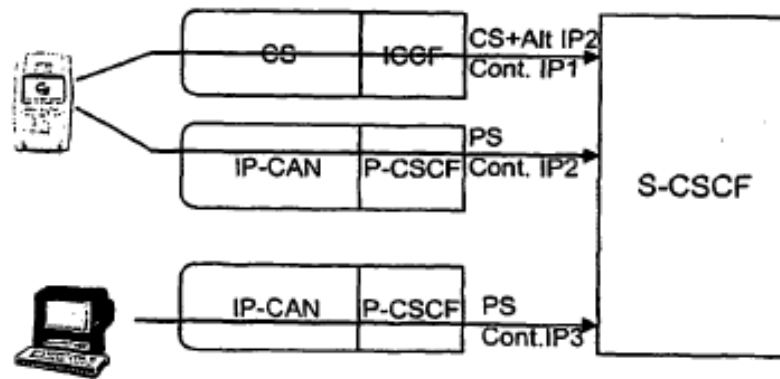 CS ICCF CS+Alt IP2
Cont. IP1
PS
IP-CAN P-CSCF Cont. IP2
S-CSCF
IP-CAN P-CSCF PS
Cont.IP3